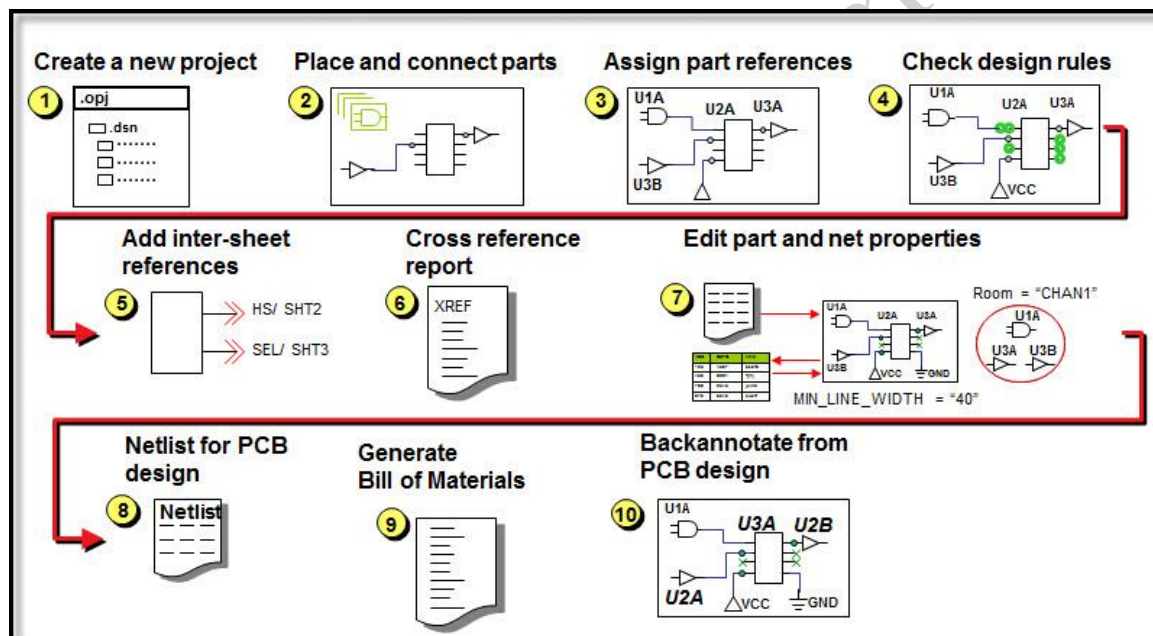 Create a new project
Place and connect parts
Assign part references
Check design rules
1
.opj
.dsn
2
3
U1A
U2A
U3A
U3B
4
U1A
U2A
U3A
U3B
VCC
Add inter-sheet
references
5
HS/ SHT2
SEL/ SHT3
Cross reference
report
6
XREF
Edit part and net properties
7
U1A
U2A
U3A
U3B
VCC
GND
MIN_LINE_WIDTH = "40"
Room = "CHAN1"
U1A
U3A U3B
Netlist for PCB
design
8
Netlist
Generate
Bill of Materials
9
Backannotate from
PCB design
10
U1A
U3A
U2B
U2A
VCC
GND